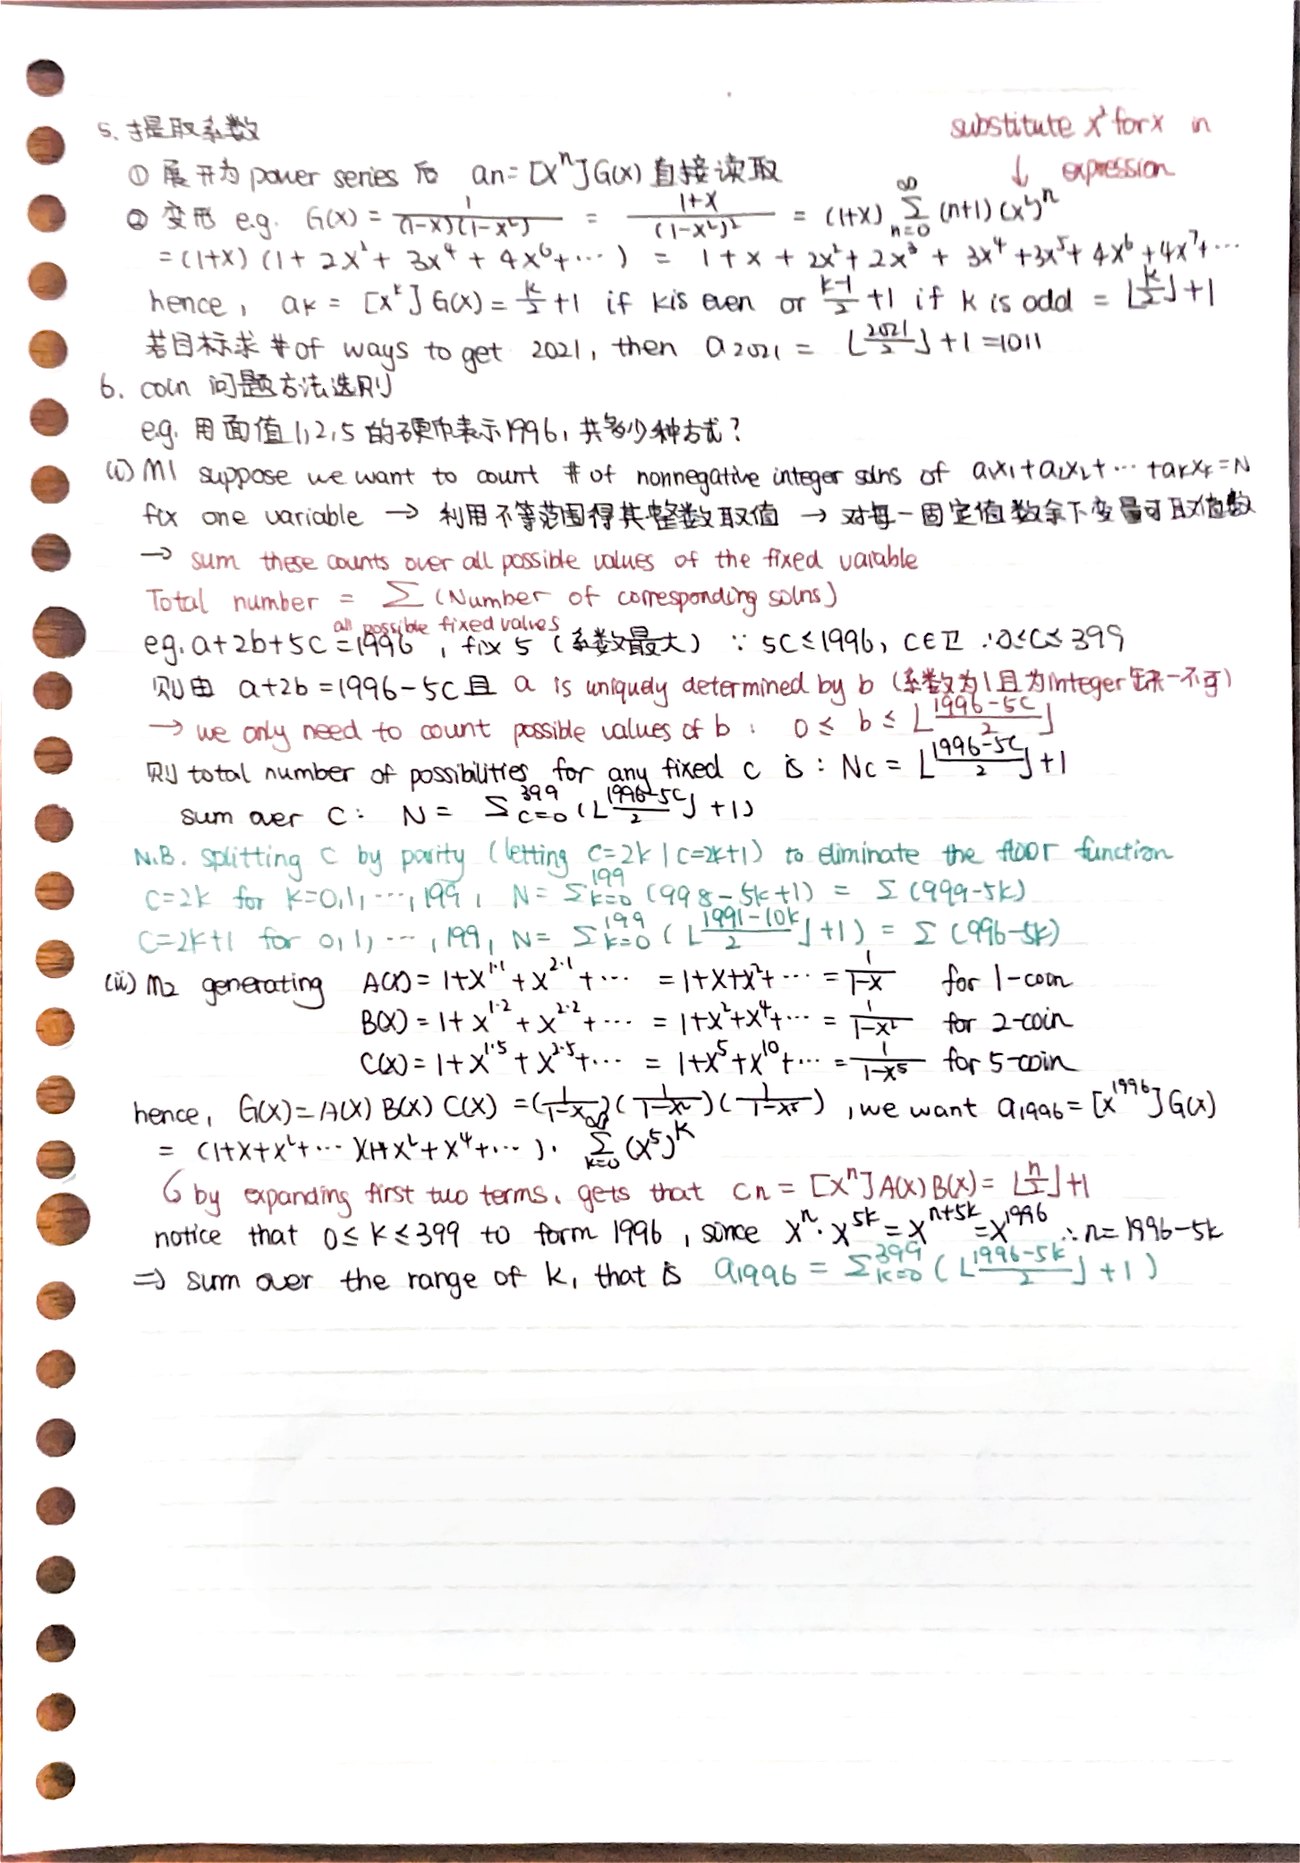 5. 提取系数
substitute x² for x in
↓ expression
① 展开为 power series 后 an = [xⁿ]G(x) 直接读取
② 变形 e.g. G(x) = 1/((1-x)(1-x²)) = (1+x)/(1-x²)² = (1+x) ∑_{n=0}^{∞} (n+1)(x²)ⁿ
= (1+x) (1 + 2x² + 3x⁴ + 4x⁶ + ⋯ ) = 1 + x + 2x² + 2x³ + 3x⁴ + 3x⁵ + 4x⁶ + 4x⁷ + ⋯
hence, aₖ = [xᵏ] G(x) = k/2 + 1 if k is even or (k-1)/2 + 1 if k is odd = ⌊k/2⌋ + 1
若目标求 # of ways to get 2021, then a₂₀₂₁ = ⌊2021/2⌋ + 1 = 1011
6. coin 问题方法选则
e.g. 用面值 1, 2, 5 的硬币表示 1996, 共多少种方式?
(i) M1 suppose we want to count # of nonnegative integer solns of a₁x₁ + a₂x₂ + ⋯ + aᵣxᵣ = N
fix one variable → 利用不等范围得其整数取值 → 对每一固定值数余下变量可取值数
→ sum these counts over all possible values of the fixed variable
Total number = ∑ (Number of corresponding solns)
all possible fixed values
eg. a + 2b + 5c = 1996, fix 5 (系数最大) ∵ 5c ≤ 1996, c ∈ ℤ ∴ 0 ≤ c ≤ 399
则由 a + 2b = 1996 - 5c 且 a is uniquely determined by b (系数为1且为integer 缺一不可)
→ we only need to count possible values of b : 0 ≤ b ≤ ⌊(1996-5c)/2⌋
则 total number of possibilities for any fixed c is : Nc = ⌊(1996-5c)/2⌋ + 1
sum over c : N = ∑_{c=0}^{399} (⌊(1996-5c)/2⌋ + 1)
N.B. splitting c by parity (letting c=2k | c=2k+1) to eliminate the floor function
c=2k for k=0,1,⋯,199, N = ∑_{k=0}^{199} (998 - 5k + 1) = ∑ (999 - 5k)
c=2k+1 for 0,1,⋯,199, N = ∑_{k=0}^{199} (⌊(1991-10k)/2⌋ + 1) = ∑ (996 - 5k)
(ii) M2 generating A(x) = 1 + x^{1·1} + x^{2·1} + ⋯ = 1 + x + x² + ⋯ = 1/(1-x) for 1-coin
B(x) = 1 + x^{1·2} + x^{2·2} + ⋯ = 1 + x² + x⁴ + ⋯ = 1/(1-x²) for 2-coin
C(x) = 1 + x^{1·5} + x^{2·5} + ⋯ = 1 + x⁵ + x¹⁰ + ⋯ = 1/(1-x⁵) for 5-coin
hence, G(x) = A(x) B(x) C(x) = (1/(1-x)) (1/(1-x²)) (1/(1-x⁵)), we want a₁₉₉₆ = [x¹⁹⁹⁶] G(x)
= (1 + x + x² + ⋯ )(1 + x² + x⁴ + ⋯ ) · ∑_{k=0}^{∞} (x⁵)ᵏ
↳ by expanding first two terms, gets that cn = [xⁿ] A(x) B(x) = ⌊n/2⌋ + 1
notice that 0 ≤ k ≤ 399 to form 1996, since xⁿ · x⁵ᵏ = xⁿ⁺⁵ᵏ = x¹⁹⁹⁶ ∴ n = 1996 - 5k
⇒ sum over the range of k, that is a₁₉₉₆ = ∑_{k=0}^{399} (⌊(1996-5k)/2⌋ + 1)